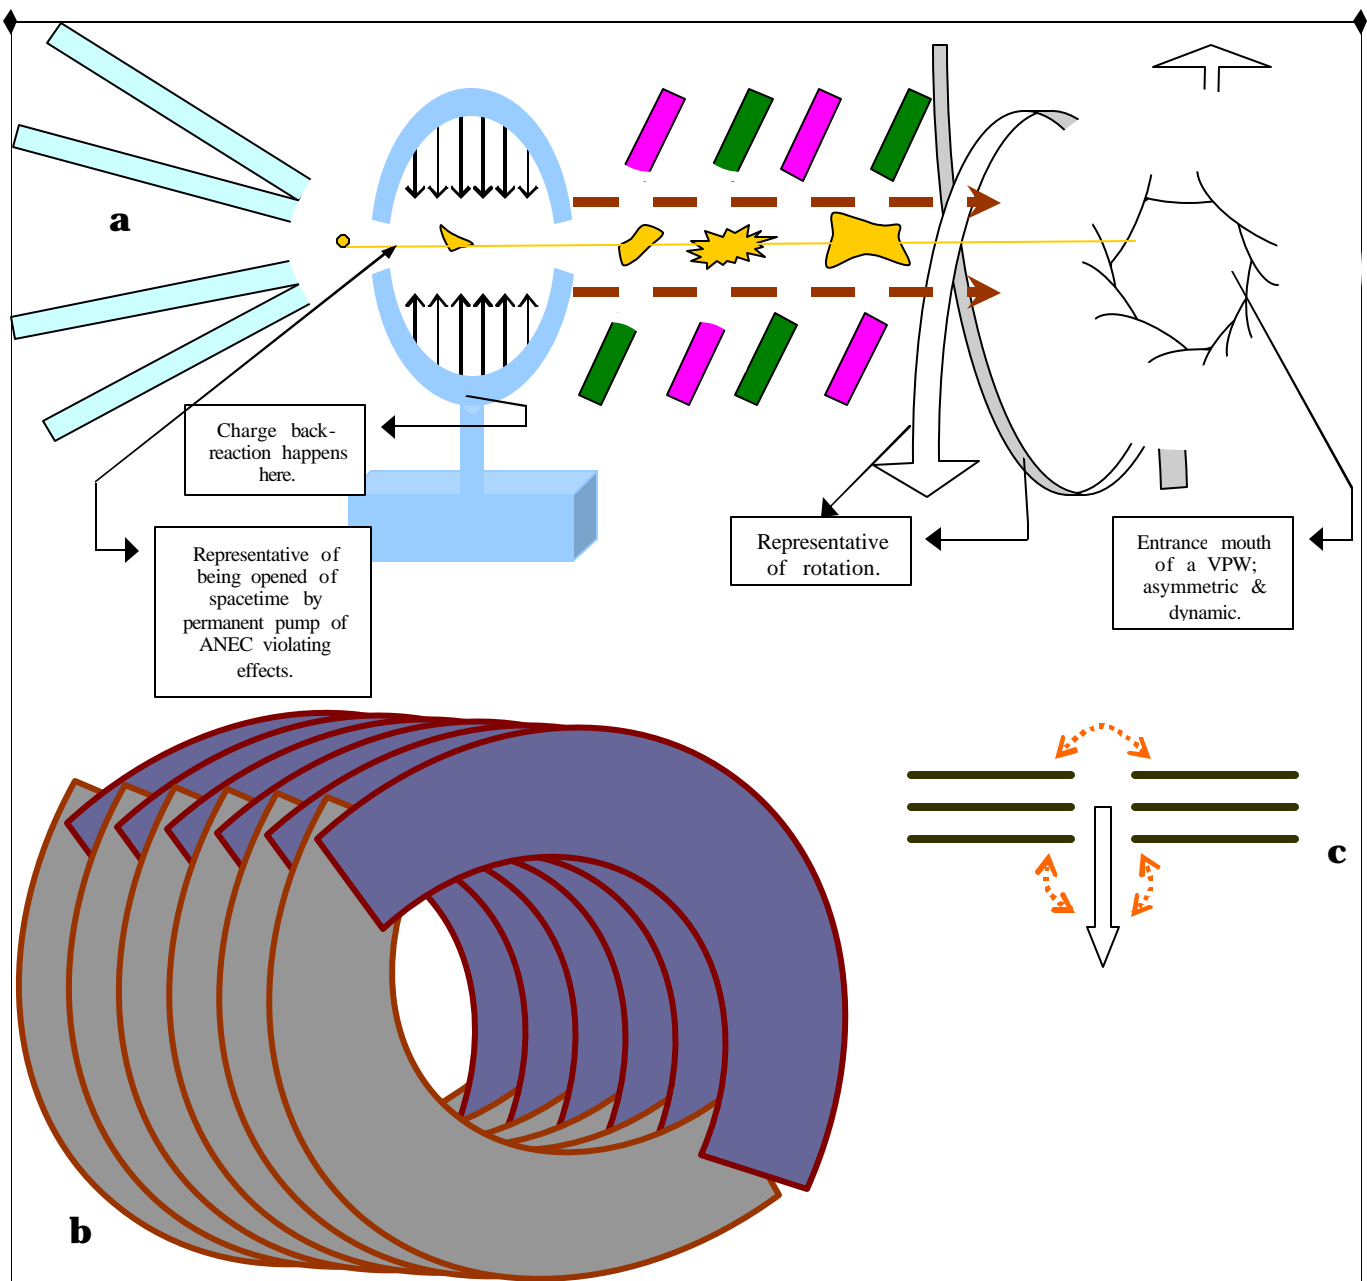 a
Charge back-
reaction happens
here.
Representative of
being opened of
spacetime by
permanent pump of
ANEC violating
effects.
Representative
of rotation.
Entrance mouth
of a VPW;
asymmetric &
dynamic.
c
b